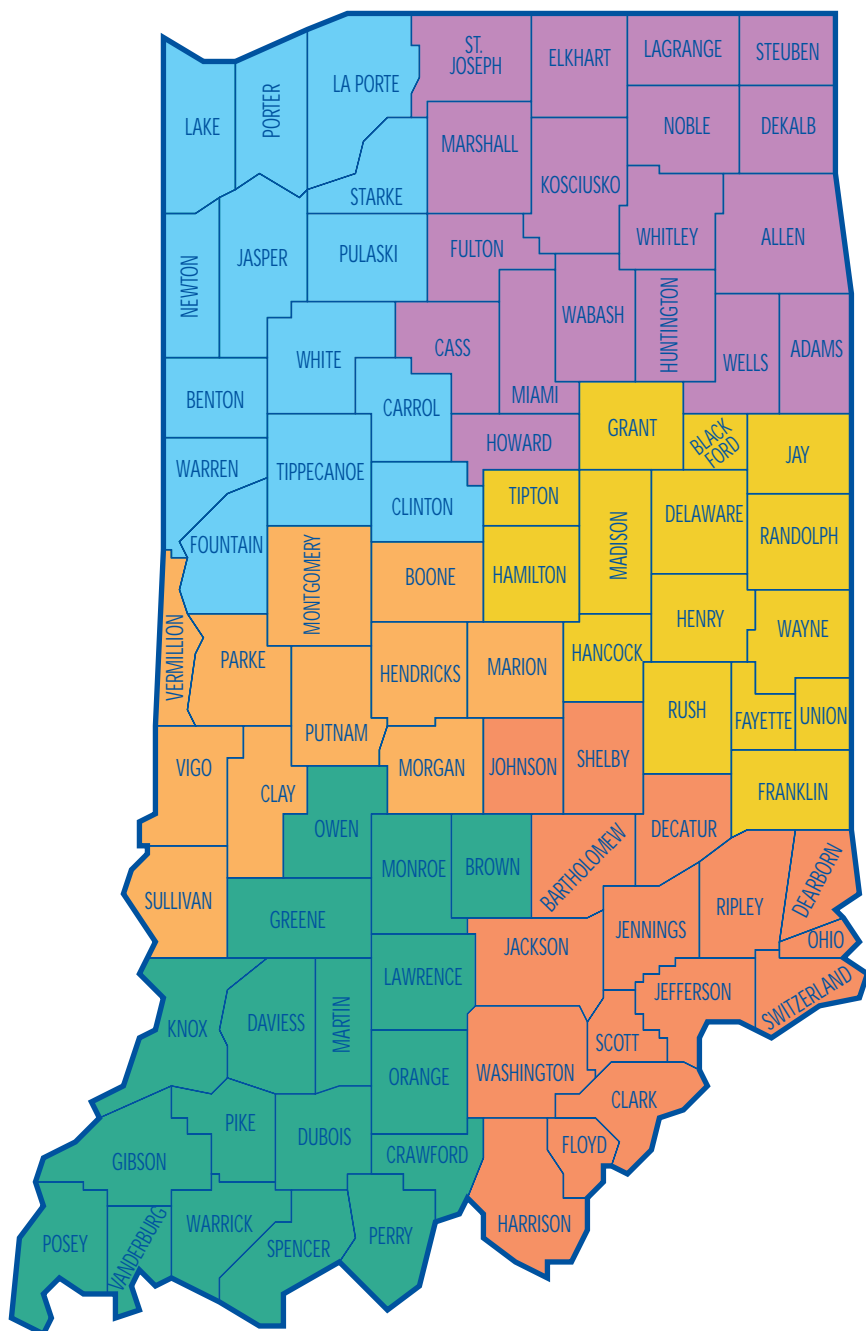 ST.
JOSEPH
ELKHART
LAGRANGE
STEUBEN
LA PORTE
PORTER
LAKE
NOBLE
DEKALB
MARSHALL
KOSCIUSKO
STARKE
WHITLEY
ALLEN
FULTON
PULASKI
JASPER
NEWTON
WABASH
HUNTINGTON
CASS
WHITE
WELLS
ADAMS
MIAMI
BENTON
CARROL
GRANT
BLACK
FORD
JAY
HOWARD
WARREN
TIPPECANOE
TIPTON
CLINTON
DELAWARE
MADISON
RANDOLPH
FOUNTAIN
MONTGOMERY
BOONE
HAMILTON
HENRY
WAYNE
VERMILLION
PARKE
HENDRICKS
MARION
HANCOCK
RUSH
FAYETTE
UNION
PUTNAM
VIGO
CLAY
MORGAN
JOHNSON
SHELBY
FRANKLIN
OWEN
MONROE
BROWN
BARTHOLOMEW
DECATUR
DEARBORN
SULLIVAN
GREENE
RIPLEY
JENNINGS
OHIO
JACKSON
LAWRENCE
JEFFERSON
SWITZERLAND
KNOX
DAVIESS
MARTIN
SCOTT
ORANGE
WASHINGTON
CLARK
PIKE
DUBOIS
CRAWFORD
FLOYD
GIBSON
HARRISON
WARRICK
PERRY
POSEY
VANDERBURG
SPENCER